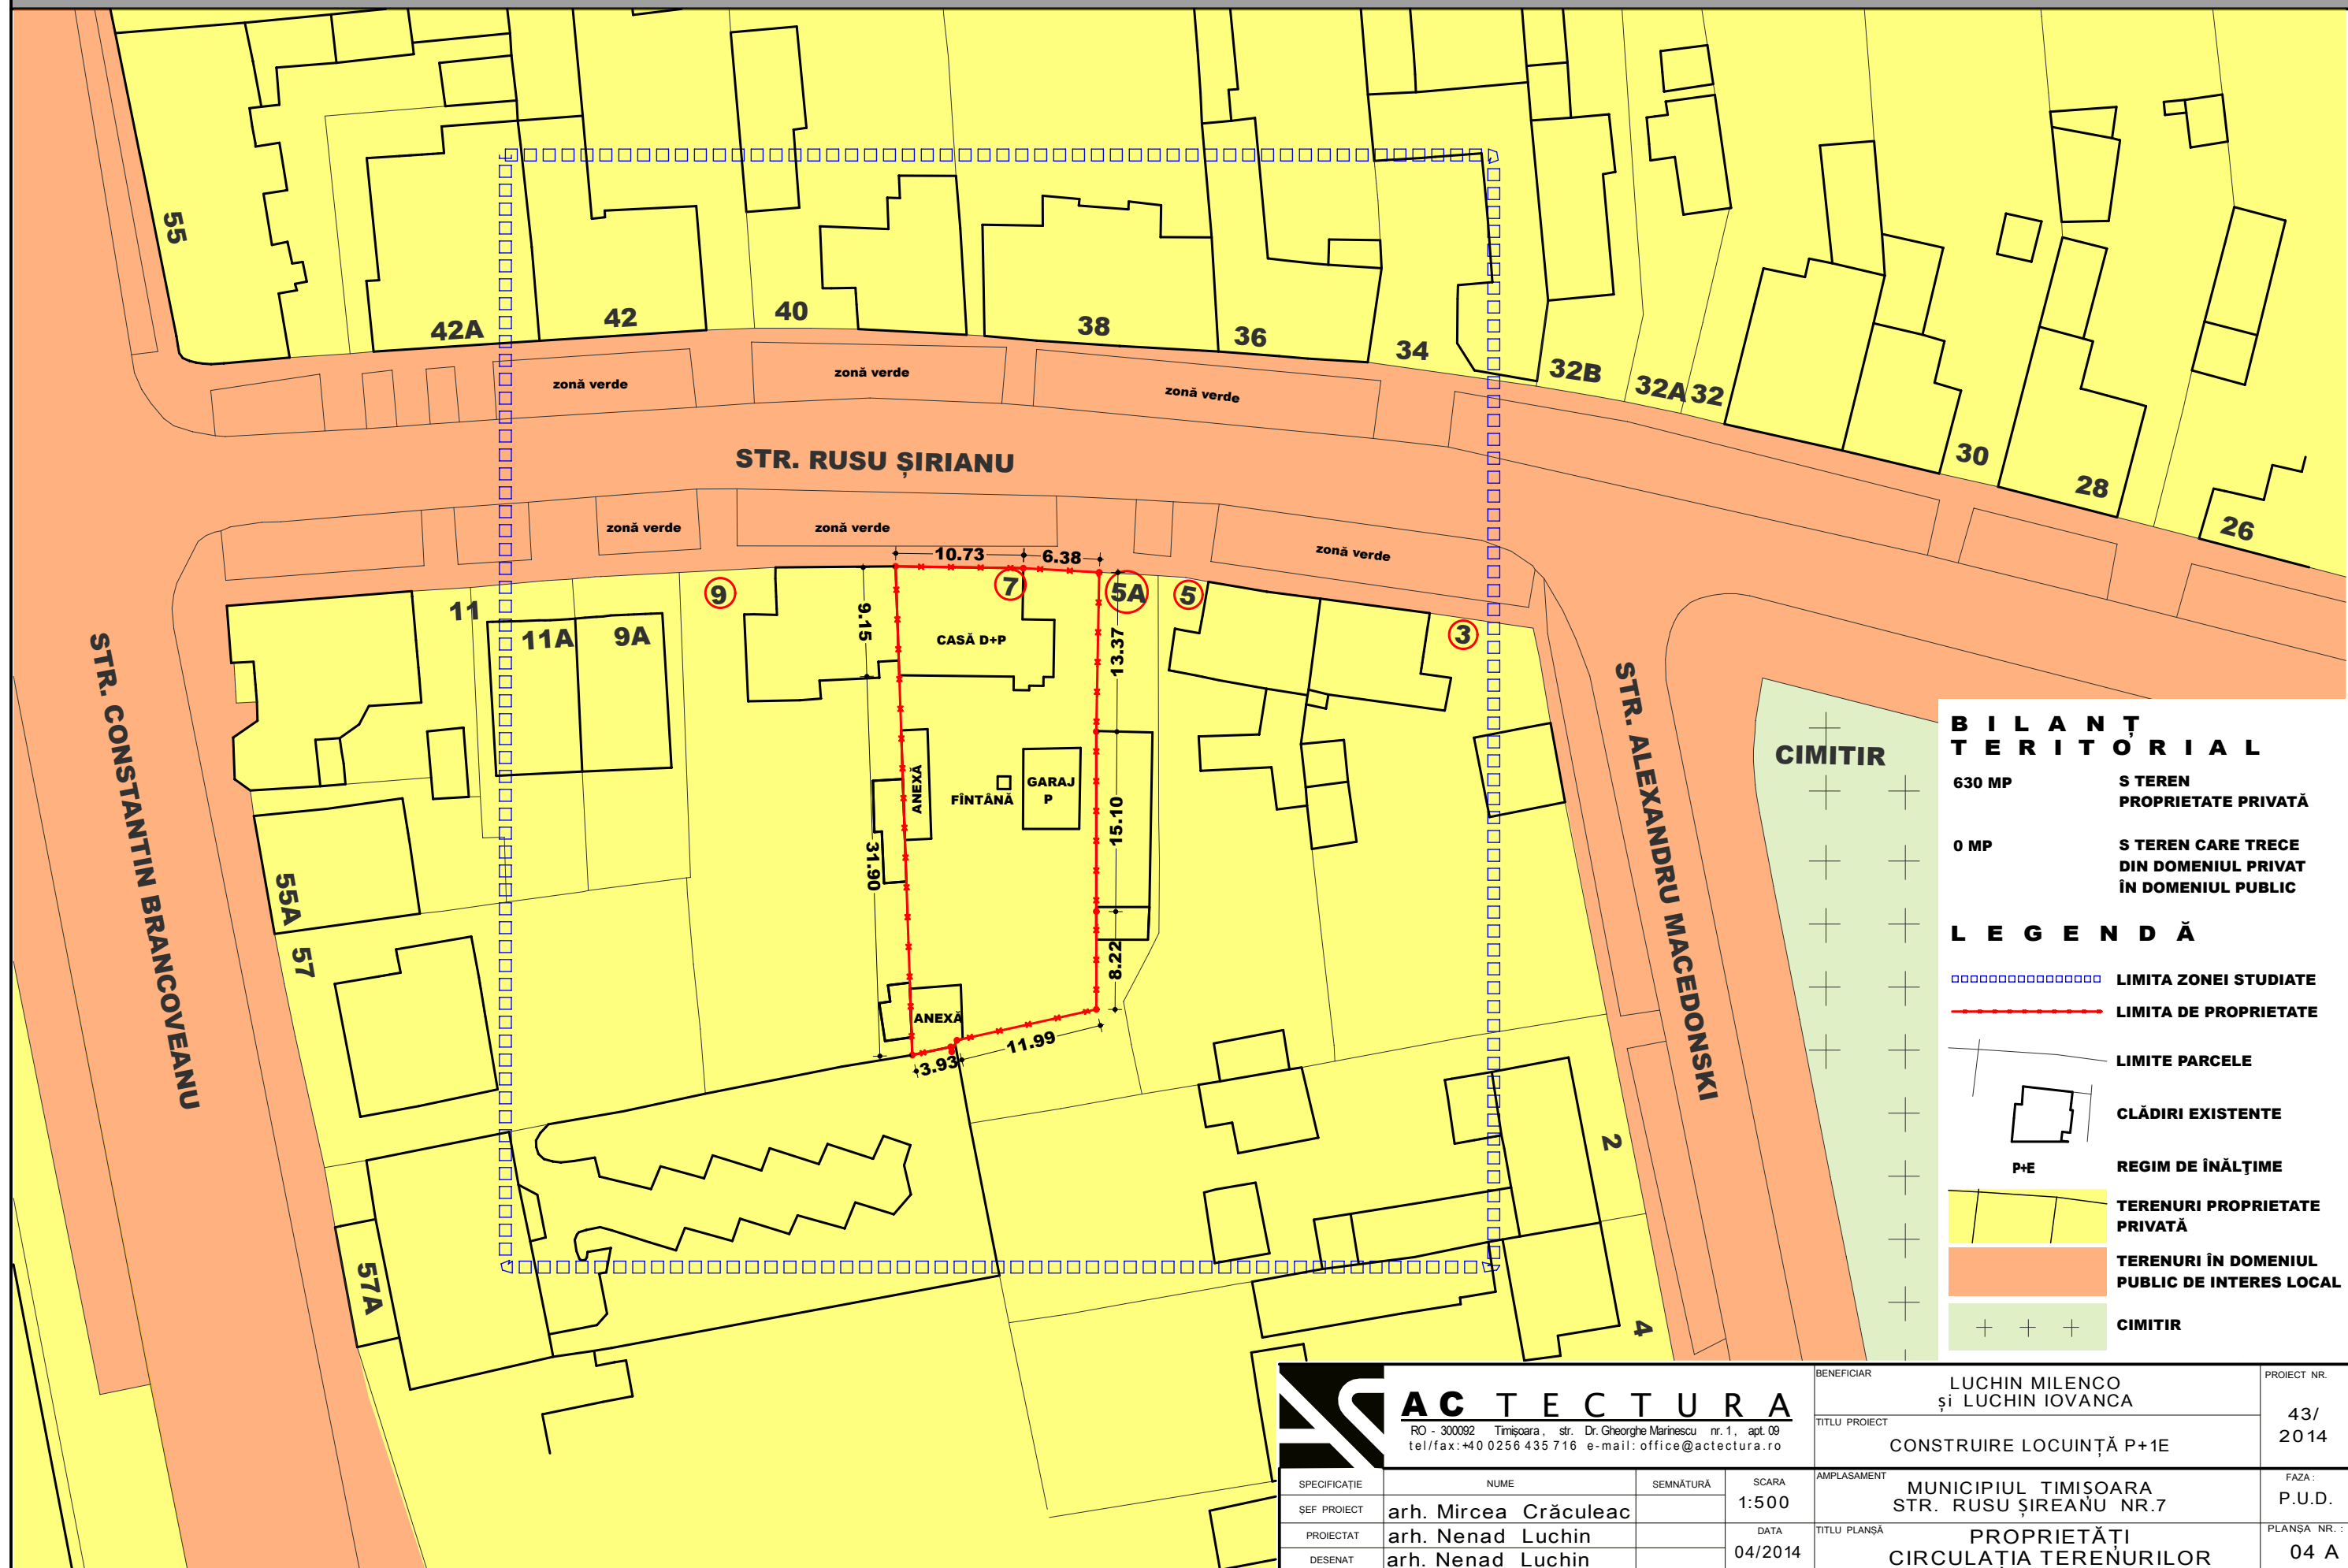 55
42A
42
40
38
36
34
32B
32A
32
30
28
26
zonă verde
zonă verde
zonă verde
STR. RUSU ȘIRIANU
zonă verde
zonă verde
zonă verde
10.73
6.38
11
11A
9A
9
7
5A
5
3
9.15
CASĂ D+P
13.37
ANEXĂ
FÎNTÂNĂ
GARAJ
P
15.10
31.90
8.22
ANEXĂ
3.93
11.99
55A
57
57A
2
4
STR. CONSTANTIN BRANCOVEANU
STR. ALEXANDRU MACEDONSKI
CIMITIR
BILANȚ
TERITORIAL
630 MP
S TEREN
PROPRIETATE PRIVATĂ
0 MP
S TEREN CARE TRECE
DIN DOMENIUL PRIVAT
ÎN DOMENIUL PUBLIC
LEGENDĂ
LIMITA ZONEI STUDIATE
LIMITA DE PROPRIETATE
LIMITE PARCELE
CLĂDIRI EXISTENTE
P+E
REGIM DE ÎNĂLŢIME
TERENURI PROPRIETATE
PRIVATĂ
TERENURI ÎN DOMENIUL
PUBLIC DE INTERES LOCAL
CIMITIR
ACTECTURA
RO - 300092 Timișoara, str. Dr. Gheorghe Marinescu nr. 1, apt. 09
tel/fax: +40 0256 435 716 e-mail: office@actectura.ro
BENEFICIAR
LUCHIN MILENCO
și LUCHIN IOVANCA
PROIECT NR.
43/
2014
TITLU PROIECT
CONSTRUIRE LOCUINȚĂ P+1E
SPECIFICAȚIE
NUME
SEMNĂTURĂ
SCARA
1:500
AMPLASAMENT
MUNICIPIUL TIMIȘOARA
STR. RUSU ȘIREANU NR.7
FAZA :
P.U.D.
ȘEF PROIECT
arh. Mircea Crăculeac
PROIECTAT
arh. Nenad Luchin
DATA
04/2014
TITLU PLANȘĂ
PROPRIETĂȚI
CIRCULAȚIA TERENURILOR
PLANȘA NR. :
04 A
DESENAT
arh. Nenad Luchin